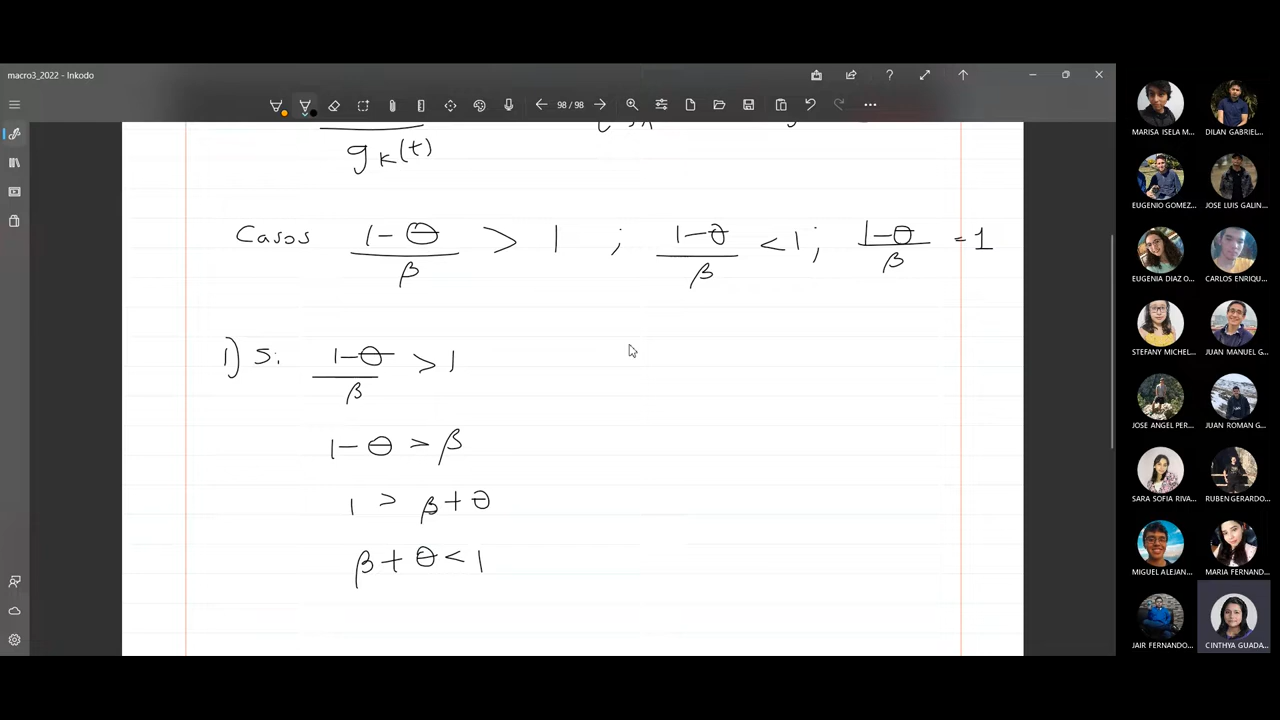 macro3_2022 - Inkodo
98 / 98
g_K(t)
Casos (1-θ)/β > 1 ; (1-θ)/β < 1 ; (1-θ)/β = 1
1) Si (1-θ)/β > 1
1-θ > β
1 > β+θ
β+θ < 1
MARISA ISELA M...
DILAN GABRIEL...
EUGENIO GOMEZ...
JOSE LUIS GALIN...
EUGENIA DIAZ O...
CARLOS ENRIQU...
STEFANY MICHEL...
JUAN MANUEL G...
JOSE ANGEL PER...
JUAN ROMAN G...
SARA SOFIA RIVA...
RUBEN GERARDO...
MIGUEL ALEJAN...
MARIA FERNAND...
JAIR FERNANDO...
CINTHYA GUADA...